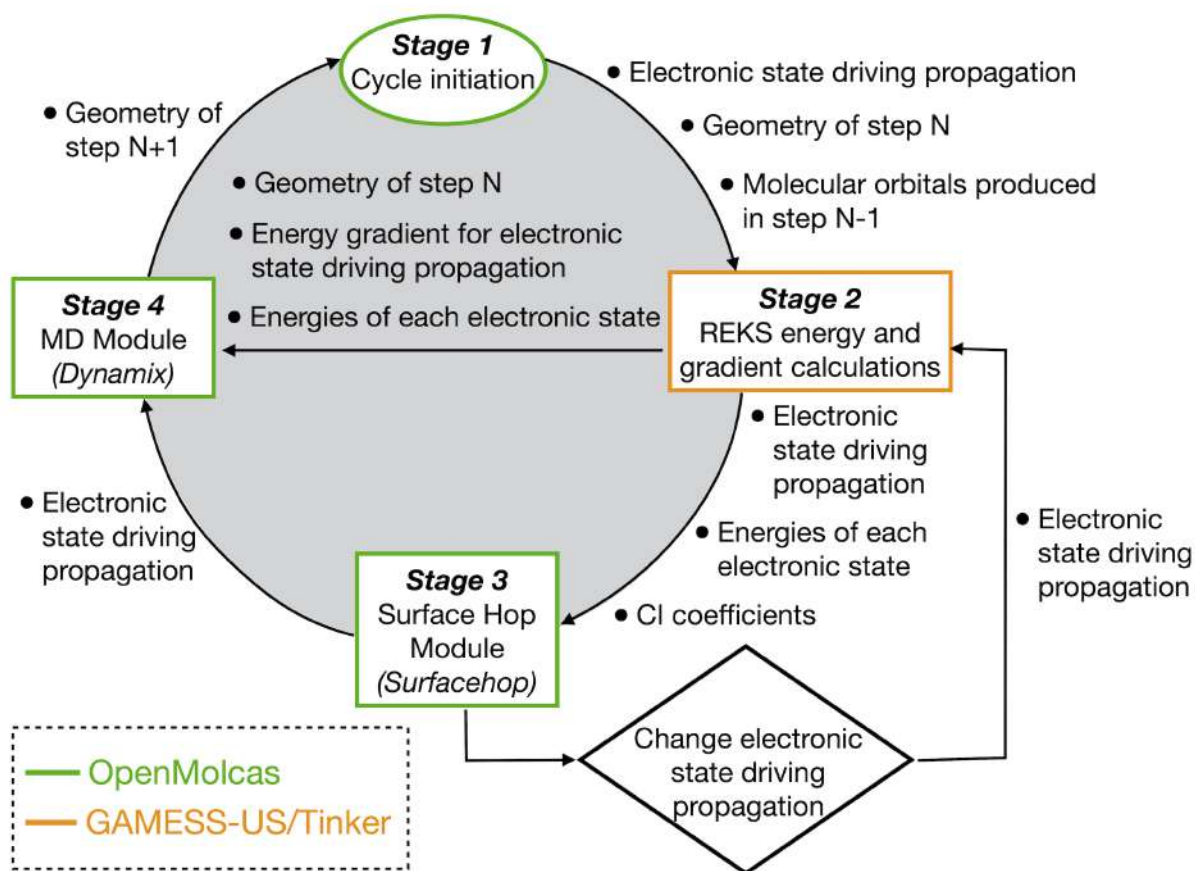 Stage 1
Cycle initiation
● Electronic state driving propagation
● Geometry of step N
● Molecular orbitals produced
in step N-1
● Geometry of
step N+1
● Geometry of step N
● Energy gradient for electronic
state driving propagation
● Energies of each electronic state
Stage 4
MD Module
(Dynamix)
Stage 2
REKS energy and
gradient calculations
● Electronic
state driving
propagation
● Energies of each
electronic state
● CI coefficients
● Electronic
state driving
propagation
● Electronic
state driving
propagation
Stage 3
Surface Hop
Module
(Surfacehop)
Change electronic
state driving
propagation
OpenMolcas
GAMESS-US/Tinker